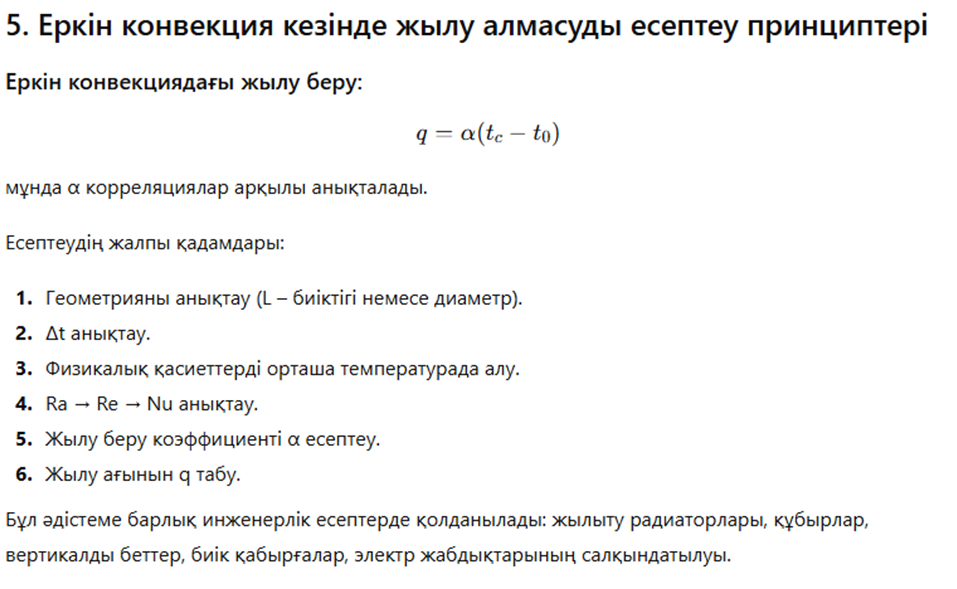 5. Еркін конвекция кезінде жылу алмасуды есептеу принциптері
Еркін конвекциядағы жылу беру:
q = α(t_c − t_0)
мұнда α корреляциялар арқылы анықталады.
Есептеудің жалпы қадамдары:
1. Геометрияны анықтау (L – биіктігі немесе диаметр).
2. Δt анықтау.
3. Физикалық қасиеттерді орташа температурада алу.
4. Ra → Re → Nu анықтау.
5. Жылу беру коэффициенті α есептеу.
6. Жылу ағынын q табу.
Бұл әдістеме барлық инженерлік есептерде қолданылады: жылыту радиаторлары, құбырлар,
вертикалды беттер, биік қабырғалар, электр жабдықтарының салқындатылуы.